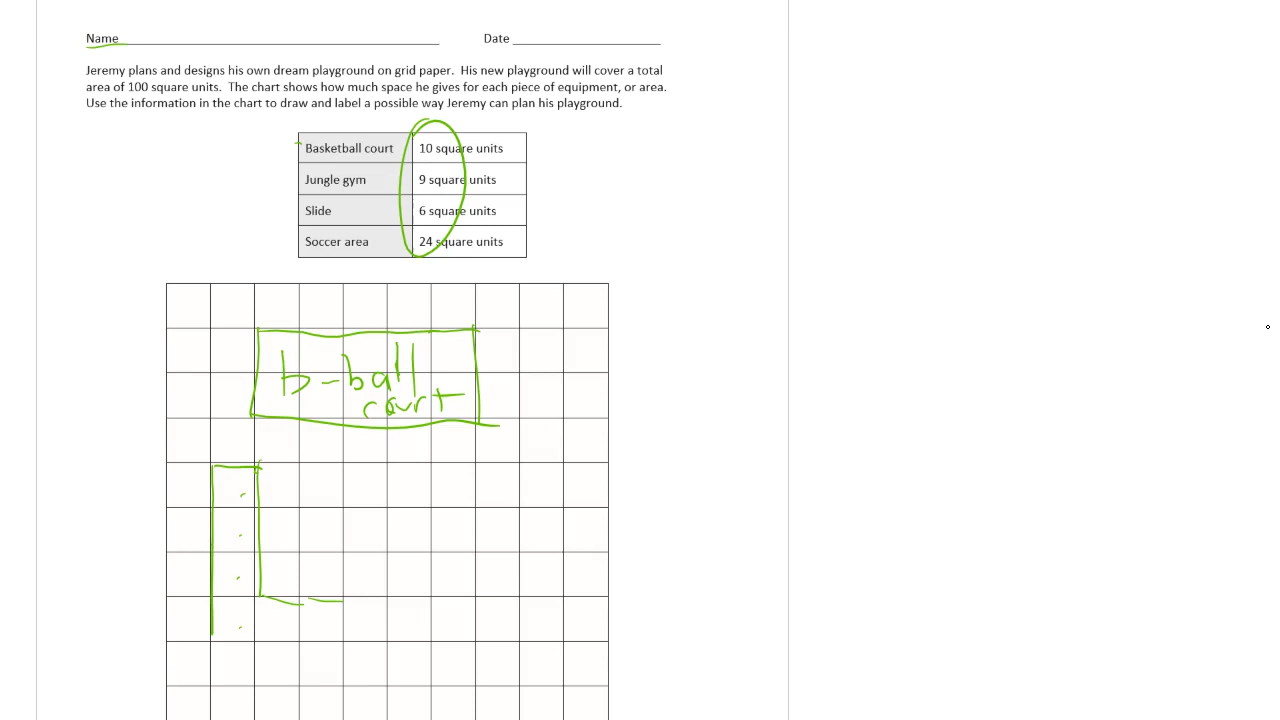 Name Date
Jeremy plans and designs his own dream playground on grid paper. His new playground will cover a total
area of 100 square units. The chart shows how much space he gives for each piece of equipment, or area.
Use the information in the chart to draw and label a possible way Jeremy can plan his playground.
Basketball court 10 square units
Jungle gym 9 square units
Slide 6 square units
Soccer area 24 square units
b-ball
court